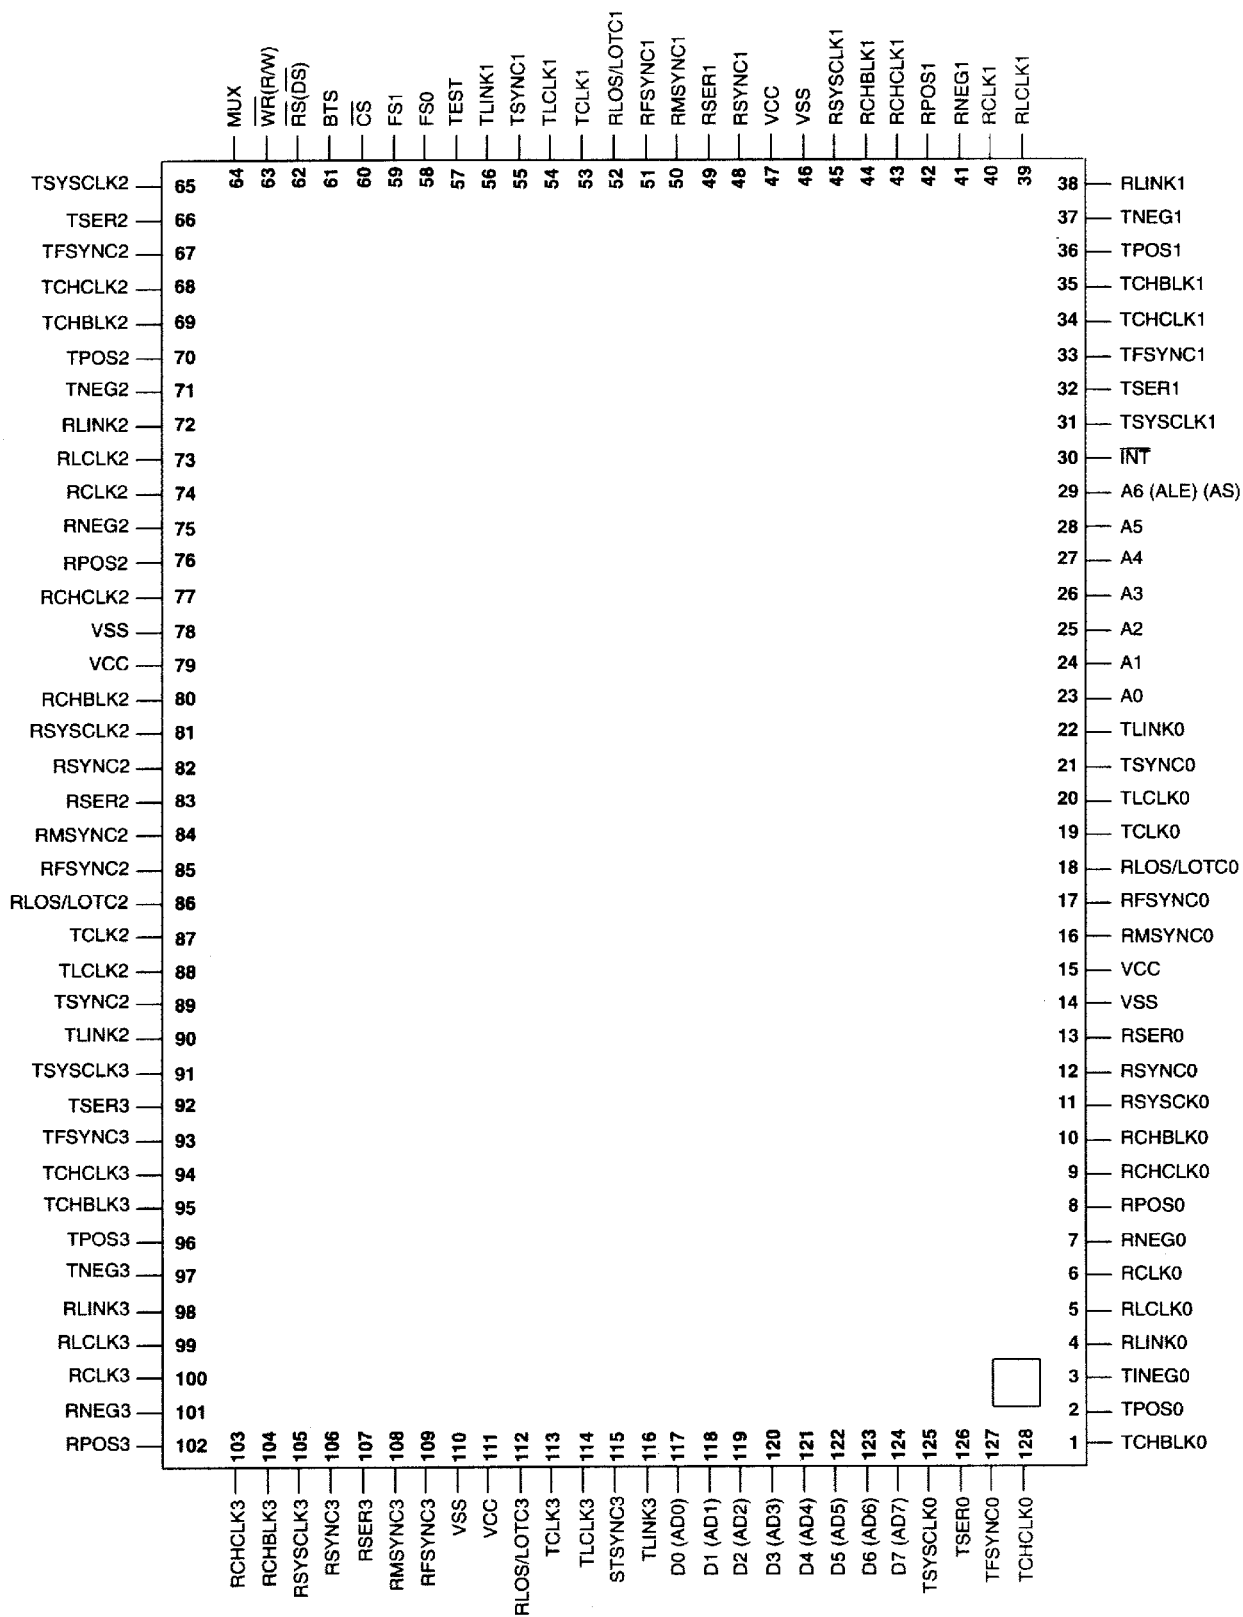 MUX
W̅R̅(R/W̅)
R̅S̅(D̅S̅)
BTS
C̅S̅
FS1
FS0
TEST
TLINK1
TSYNC1
TLCLK1
TCLK1
RLOS/LOTC1
RFSYNC1
RMSYNC1
RSER1
RSYNC1
VCC
VSS
RSYSCLK1
RCHBLK1
RCHCLK1
RPOS1
RNEG1
RCLK1
RLCLK1
64 63 62 61 60 59 58 57 56 55 54 53 52 51 50 49 48 47 46 45 44 43 42 41 40 39
TSYSCLK2 65
TSER2 66
TFSYNC2 67
TCHCLK2 68
TCHBLK2 69
TPOS2 70
TNEG2 71
RLINK2 72
RLCLK2 73
RCLK2 74
RNEG2 75
RPOS2 76
RCHCLK2 77
VSS 78
VCC 79
RCHBLK2 80
RSYSCLK2 81
RSYNC2 82
RSER2 83
RMSYNC2 84
RFSYNC2 85
RLOS/LOTC2 86
TCLK2 87
TLCLK2 88
TSYNC2 89
TLINK2 90
TSYSCLK3 91
TSER3 92
TFSYNC3 93
TCHCLK3 94
TCHBLK3 95
TPOS3 96
TNEG3 97
RLINK3 98
RLCLK3 99
RCLK3 100
RNEG3 101
RPOS3 102
38 RLINK1
37 TNEG1
36 TPOS1
35 TCHBLK1
34 TCHCLK1
33 TFSYNC1
32 TSER1
31 TSYSCLK1
30 I̅N̅T̅
29 A6 (ALE) (AS)
28 A5
27 A4
26 A3
25 A2
24 A1
23 A0
22 TLINK0
21 TSYNC0
20 TLCLK0
19 TCLK0
18 RLOS/LOTC0
17 RFSYNC0
16 RMSYNC0
15 VCC
14 VSS
13 RSER0
12 RSYNC0
11 RSYSCK0
10 RCHBLK0
9 RCHCLK0
8 RPOS0
7 RNEG0
6 RCLK0
5 RLCLK0
4 RLINK0
3 TINEG0
2 TPOS0
1 TCHBLK0
103 104 105 106 107 108 109 110 111 112 113 114 115 116 117 118 119 120 121 122 123 124 125 126 127 128
RCHCLK3
RCHBLK3
RSYSCLK3
RSYNC3
RSER3
RMSYNC3
RFSYNC3
VSS
VCC
RLOS/LOTC3
TCLK3
TLCLK3
STSYNC3
TLINK3
D0 (AD0)
D1 (AD1)
D2 (AD2)
D3 (AD3)
D4 (AD4)
D5 (AD5)
D6 (AD6)
D7 (AD7)
TSYSCLK0
TSER0
TFSYNC0
TCHCLK0